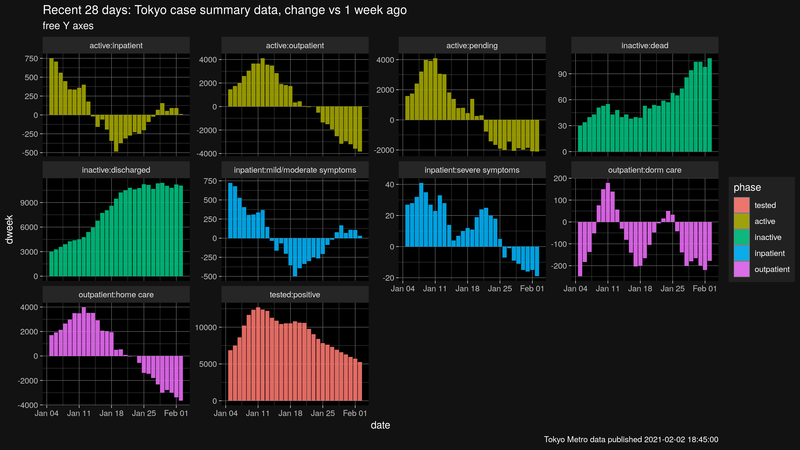 Recent 28 days: Tokyo case summary data, change vs 1 week ago
free Y axes
active:inpatient
active:outpatient
active:pending
inactive:dead
750
500
250
0
-250
-500
4000
2000
0
-2000
-4000
4000
2000
0
-2000
90
60
30
0
inactive:discharged
inpatient:mild/moderate symptoms
inpatient:severe symptoms
outpatient:dorm care
9000
6000
3000
0
750
500
250
0
-250
-500
40
20
0
-20
200
100
0
-100
-200
Jan 04 Jan 11 Jan 18 Jan 25 Feb 01
Jan 04 Jan 11 Jan 18 Jan 25 Feb 01
outpatient:home care
tested:positive
4000
2000
0
-2000
-4000
10000
5000
0
Jan 04 Jan 11 Jan 18 Jan 25 Feb 01
Jan 04 Jan 11 Jan 18 Jan 25 Feb 01
dweek
date
phase
tested
active
inactive
inpatient
outpatient
Tokyo Metro data published 2021-02-02 18:45:00